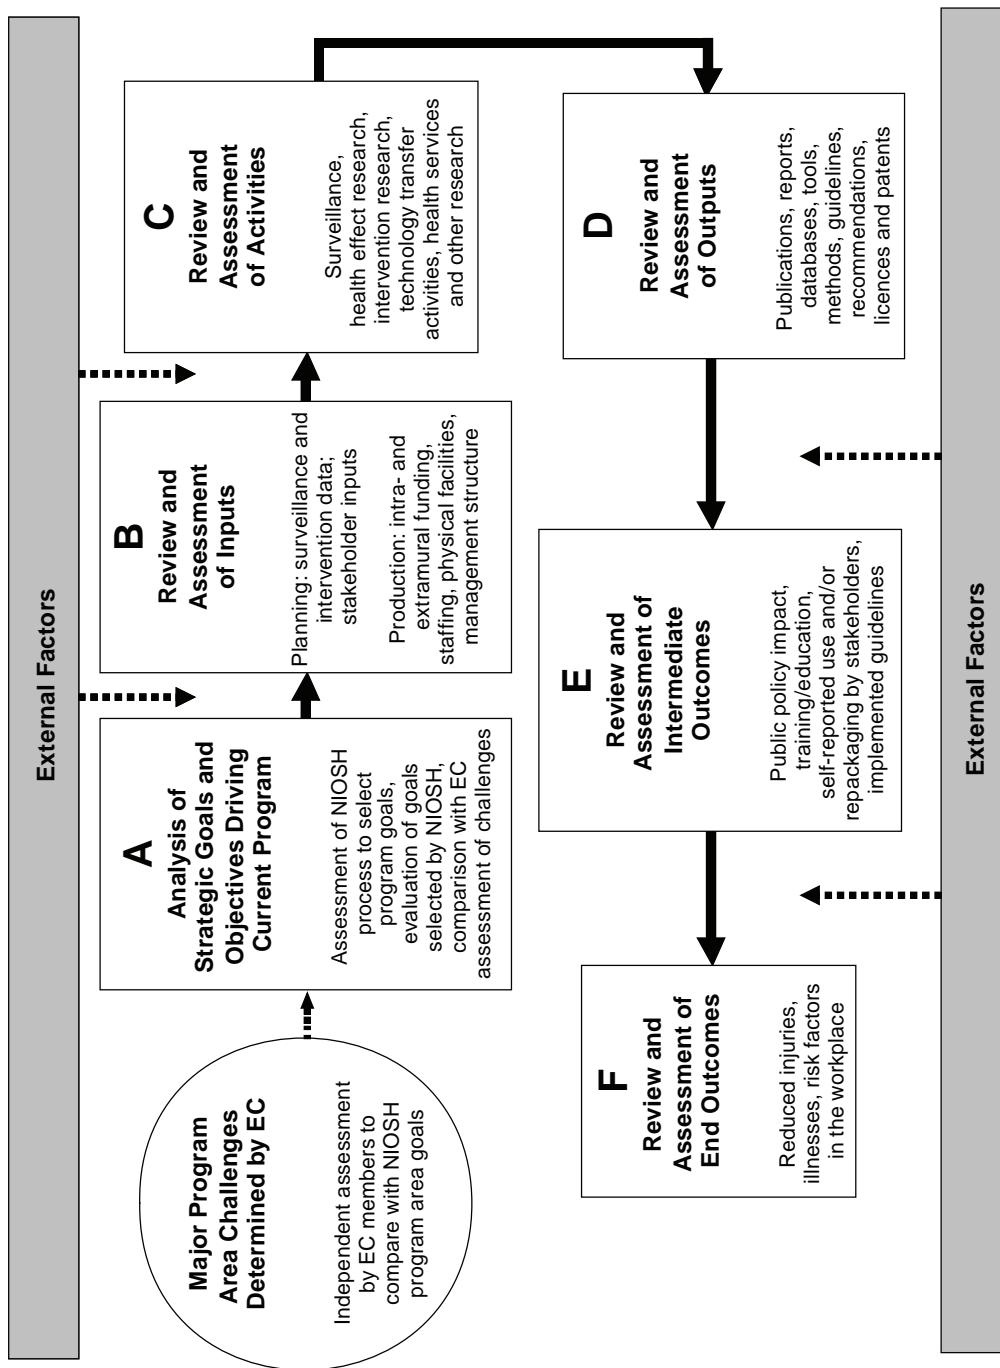 External Factors
Major Program
Area Challenges
Determined by EC
Independent assessment
by EC members to
compare with NIOSH
program area goals
A
Analysis of
Strategic Goals and
Objectives Driving
Current Program
Assessment of NIOSH
process to select
program goals,
evaluation of goals
selected by NIOSH,
comparison with EC
assessment of challenges
B
Review and
Assessment
of Inputs
Planning: surveillance and
intervention data;
stakeholder inputs
Production: intra- and
extramural funding,
staffing, physical facilities,
management structure
C
Review and
Assessment
of Activities
Surveillance,
health effect research,
intervention research,
technology transfer
activities, health services
and other research
D
Review and
Assessment
of Outputs
Publications, reports,
databases, tools,
methods, guidelines,
recommendations,
licences and patents
E
Review and
Assessment of
Intermediate
Outcomes
Public policy impact,
training/education,
self-reported use and/or
repackaging by stakeholders,
implemented guidelines
F
Review and
Assessment of
End Outcomes
Reduced injuries,
illnesses, risk factors
in the workplace
External Factors